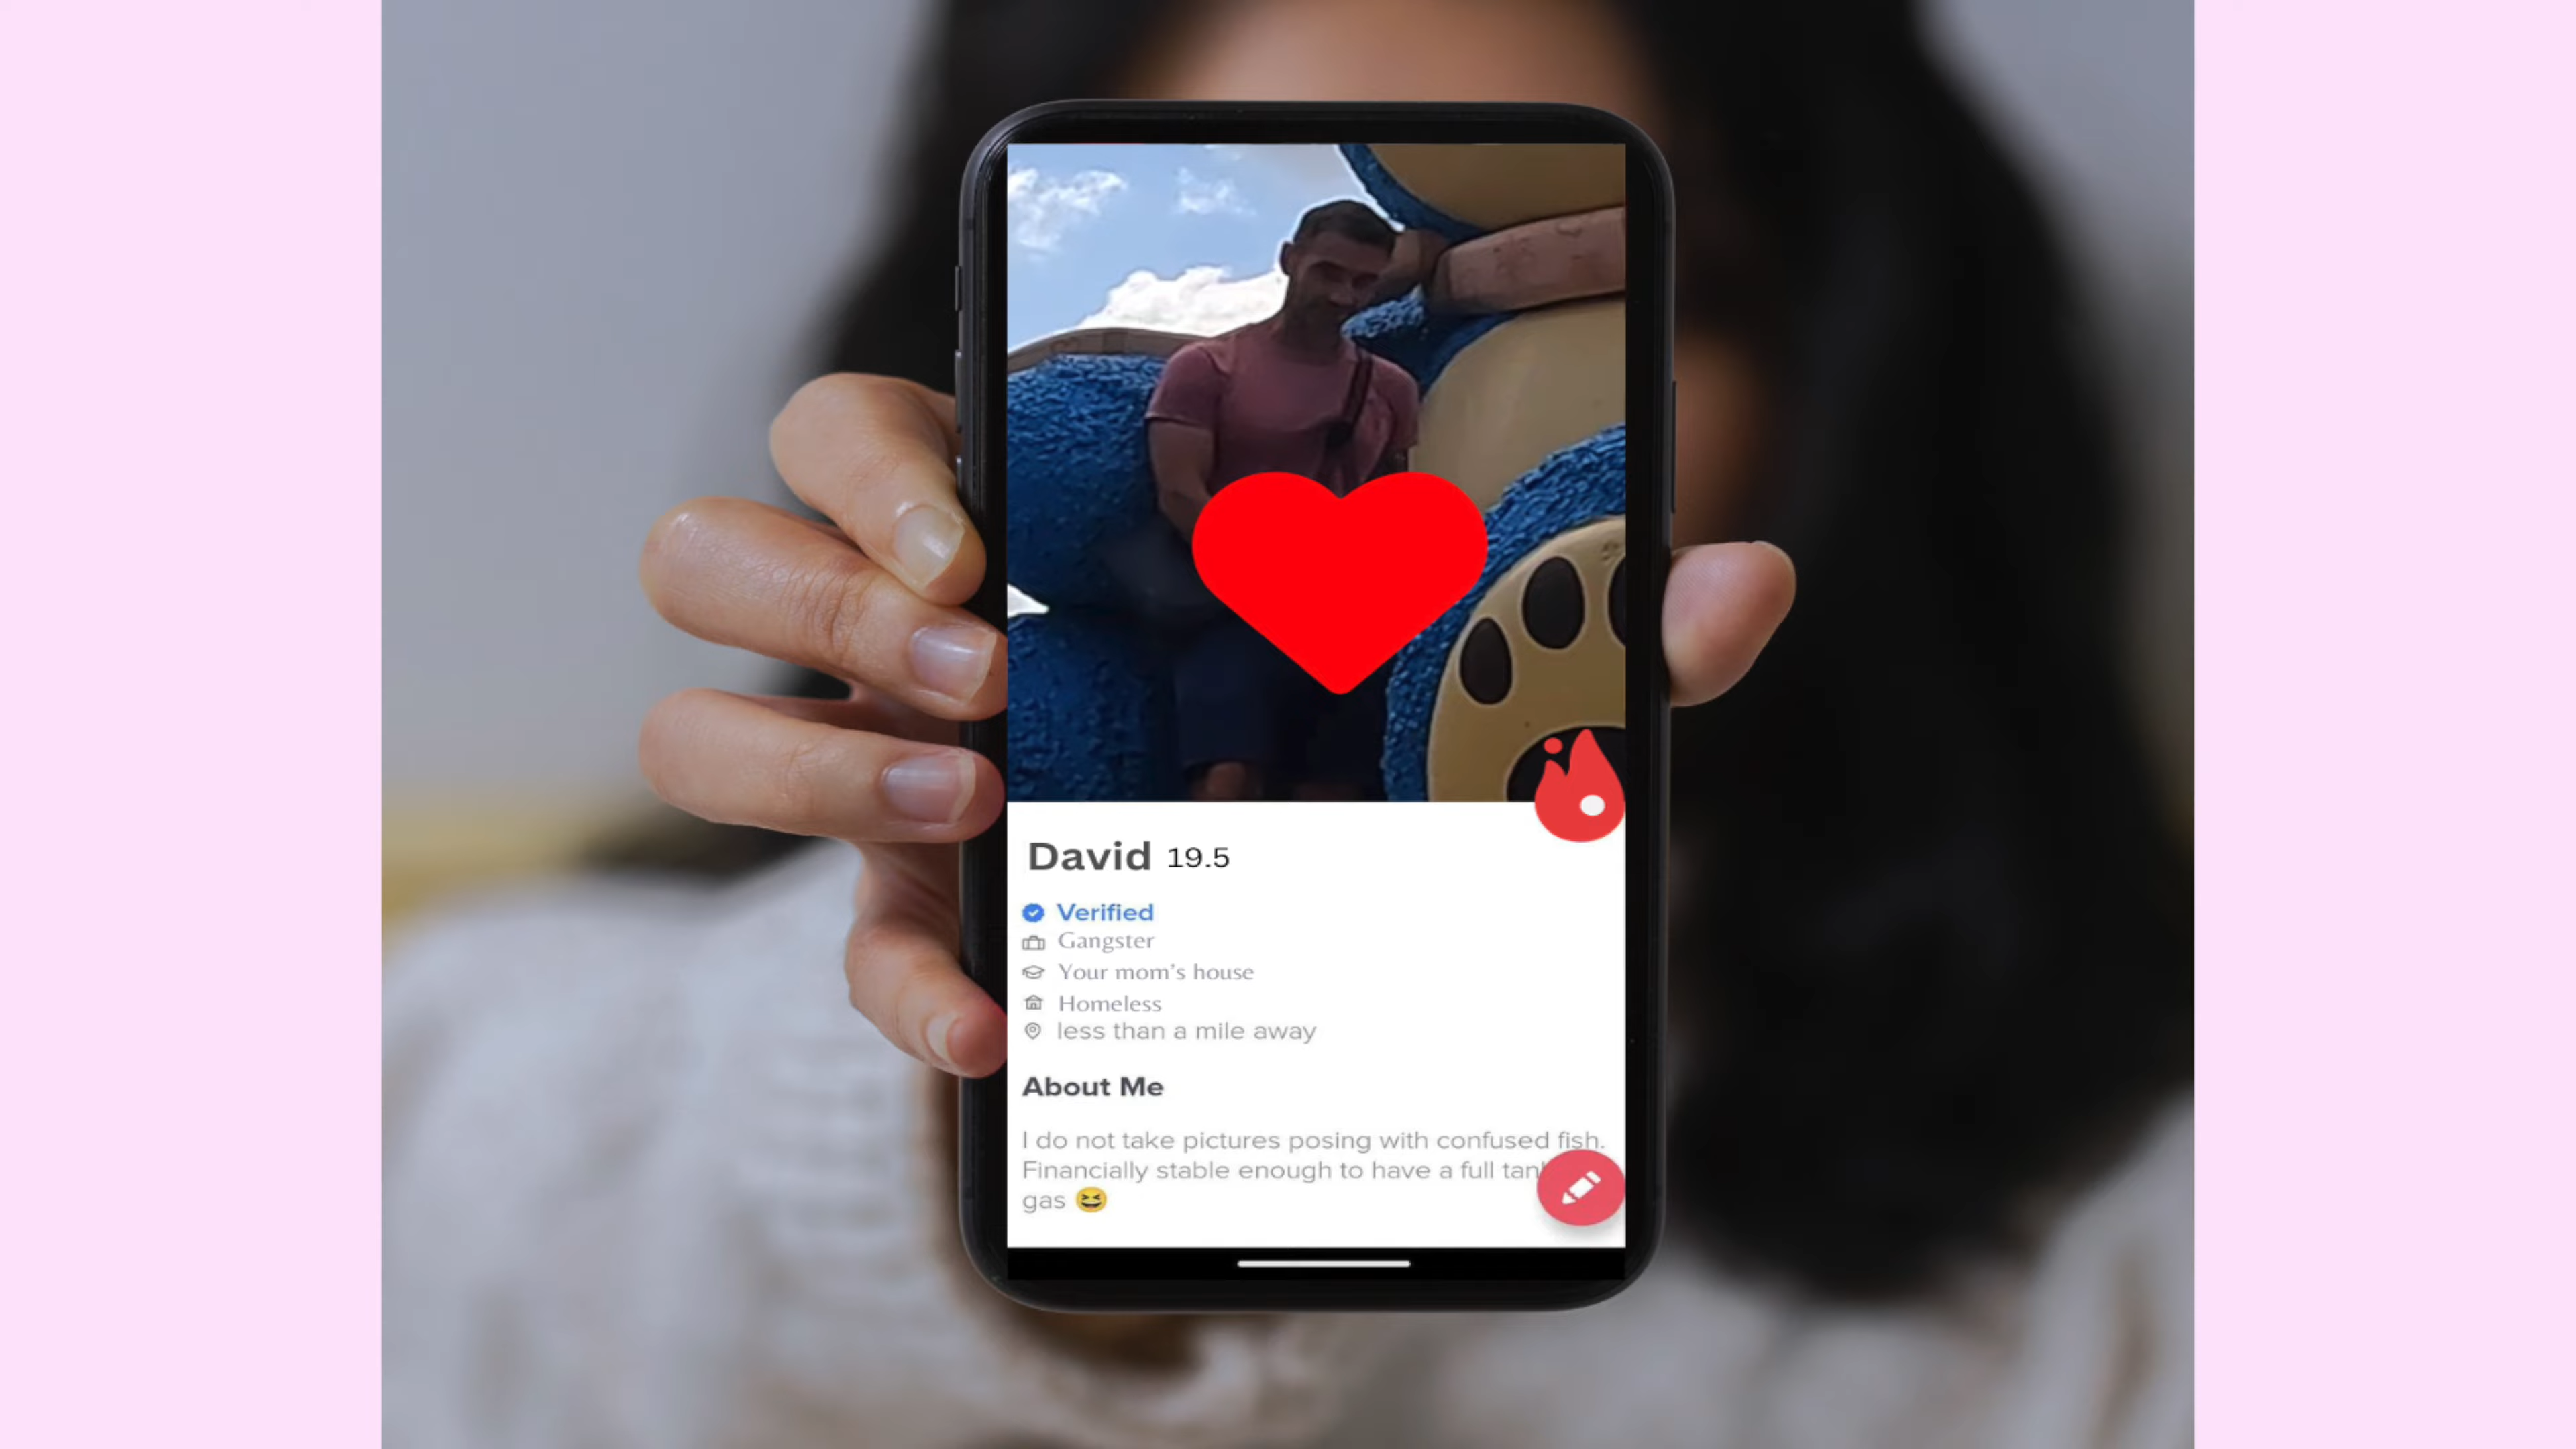 David 19.5
Verified
Gangster
Your mom's house
Homeless
less than a mile away
About Me
I do not take pictures posing with confused fish.
Financially stable enough to have a full
gas 😆